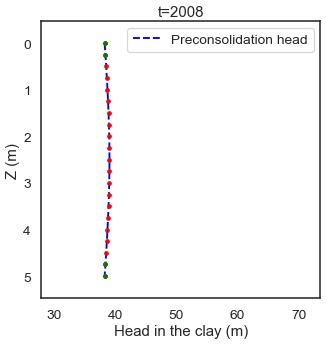 t=2008
Preconsolidation head
0
1
2
3
4
5
Z (m)
30 40 50 60 70
Head in the clay (m)